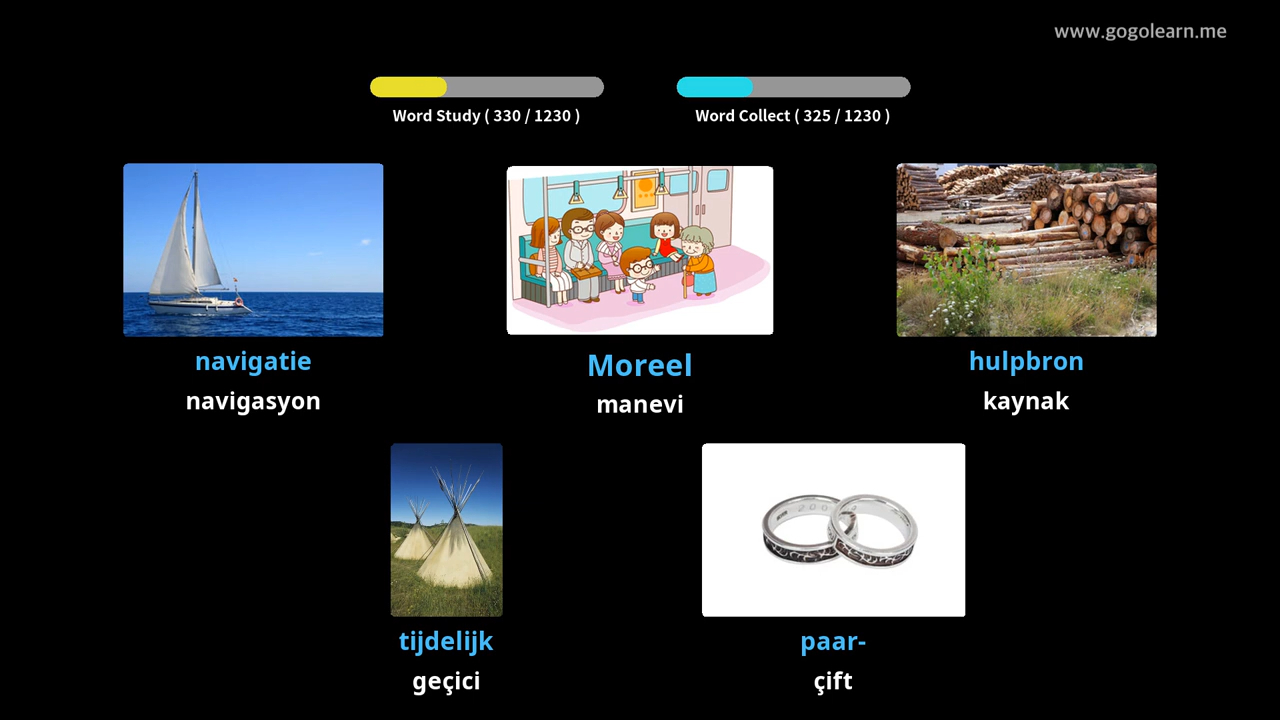 www.gogolearn.me
Word Study ( 330 / 1230 )
Word Collect ( 325 / 1230 )
navigatie
navigasyon
Moreel
manevi
hulpbron
kaynak
tijdelijk
geçici
paar-
çift